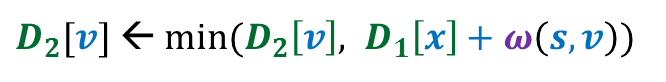 D₂[v] ← min(D₂[v], D₁[x] + ω(s, v))